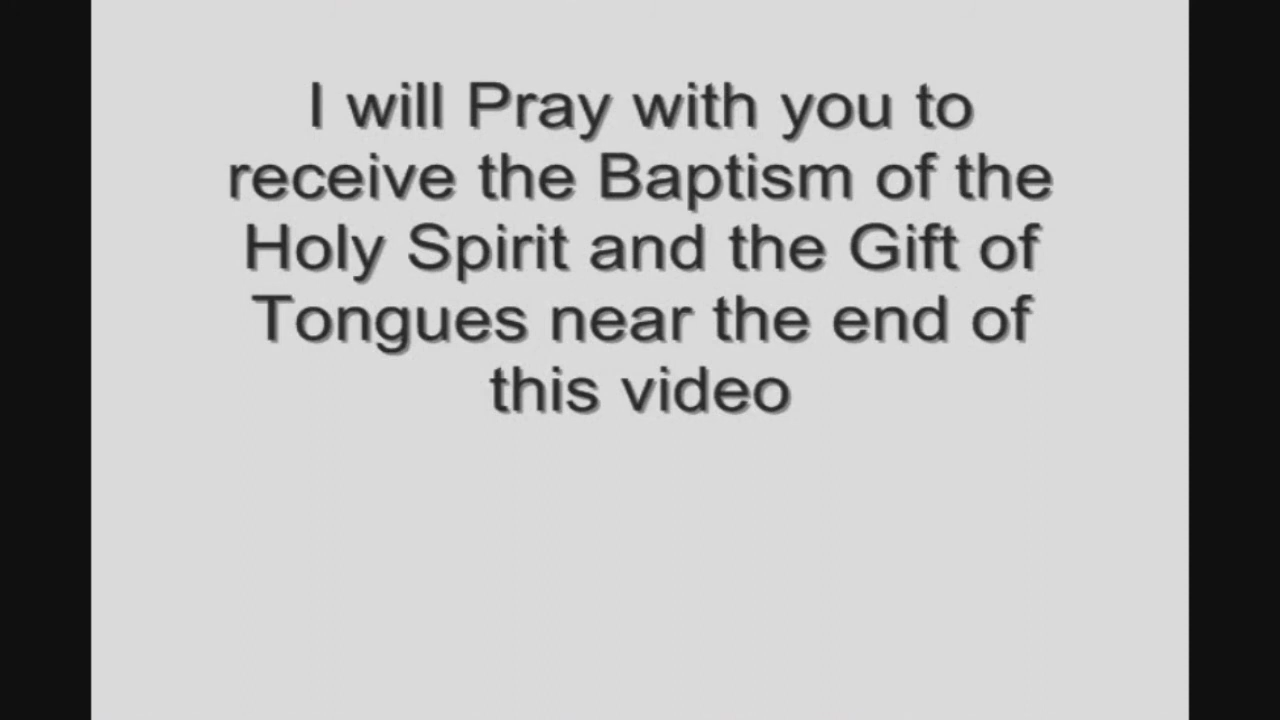 I will Pray with you to
receive the Baptism of the
Holy Spirit and the Gift of
Tongues near the end of
this video